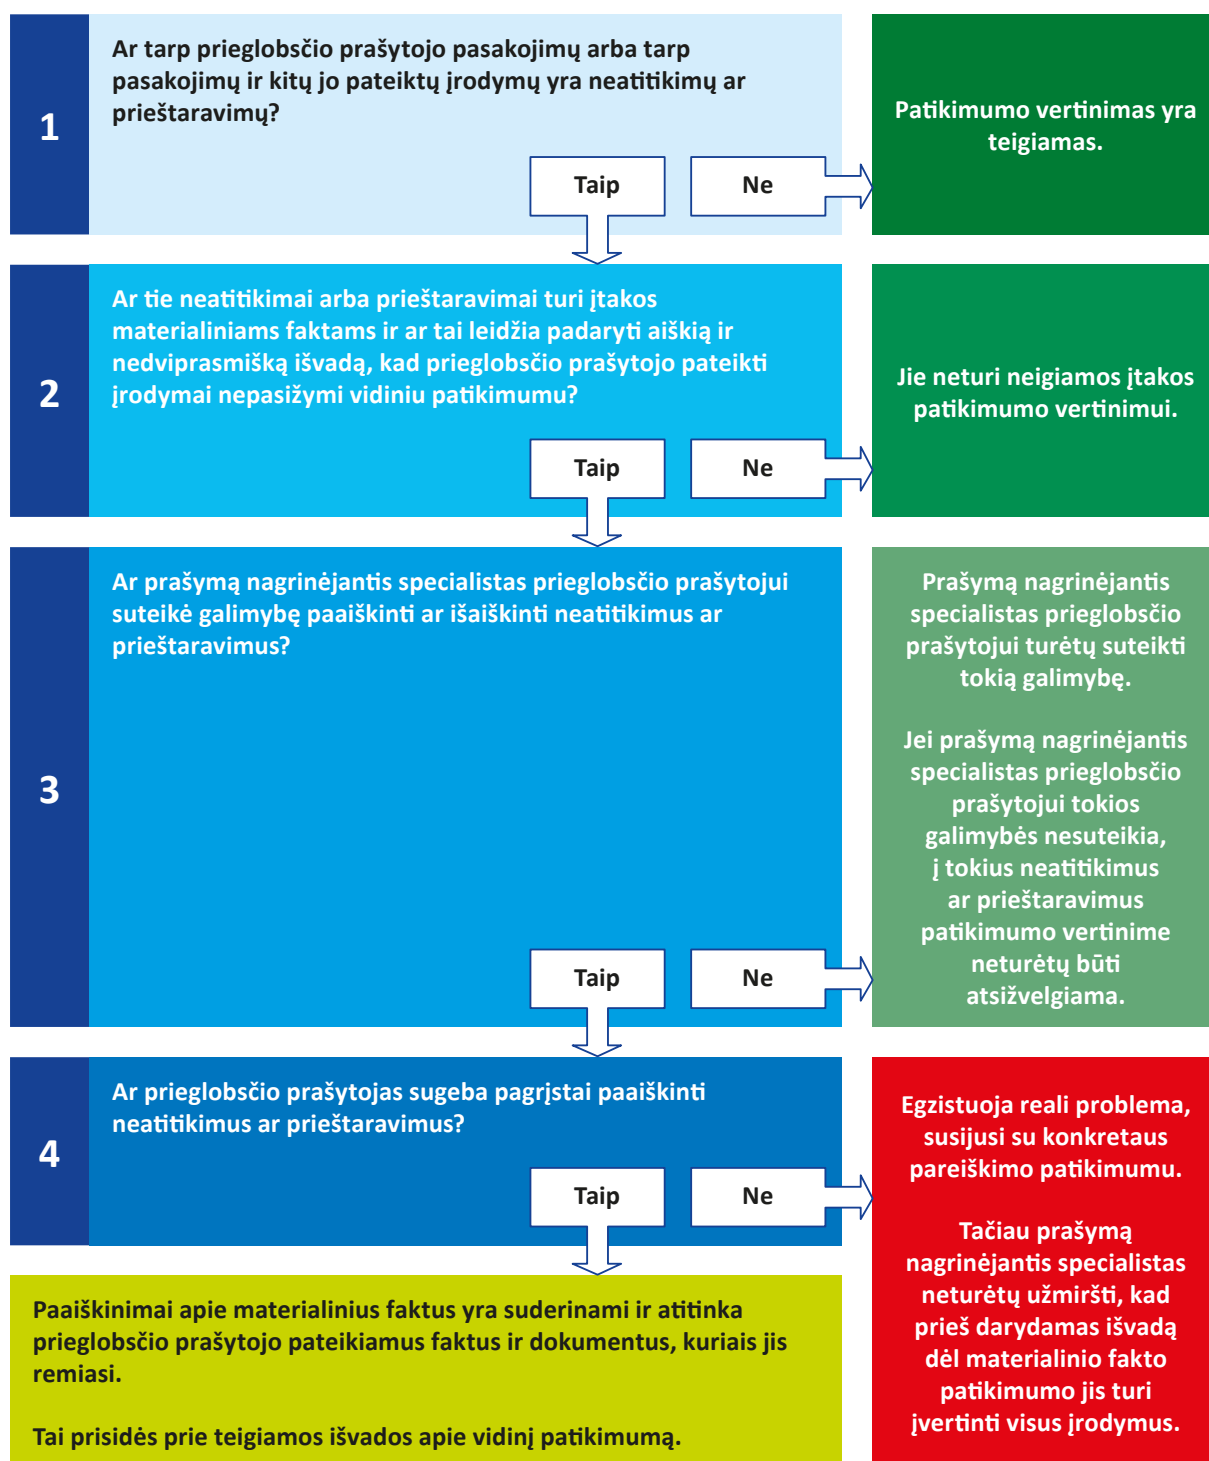 1
Ar tarp prieglobsčio prašytojo pasakojimų arba tarp
pasakojimų ir kitų jo pateiktų įrodymų yra neatitikimų ar
prieštaravimų?
Taip
Ne
Patikimumo vertinimas yra
teigiamas.
2
Ar tie neatitikimai arba prieštaravimai turi įtakos
materialiniams faktams ir ar tai leidžia padaryti aiškią ir
nedviprasmišką išvadą, kad prieglobsčio prašytojo pateikti
įrodymai nepasižymi vidiniu patikimumu?
Taip
Ne
Jie neturi neigiamos įtakos
patikimumo vertinimui.
3
Ar prašymą nagrinėjantis specialistas prieglobsčio prašytojui
suteikė galimybę paaiškinti ar išaiškinti neatitikimus ar
prieštaravimus?
Taip
Ne
Prašymą nagrinėjantis
specialistas prieglobsčio
prašytojui turėtų suteikti
tokią galimybę.
Jei prašymą nagrinėjantis
specialistas prieglobsčio
prašytojui tokios
galimybės nesuteikia,
į tokius neatitikimus
ar prieštaravimus
patikimumo vertinime
neturėtų būti
atsižvelgiama.
4
Ar prieglobsčio prašytojas sugeba pagrįstai paaiškinti
neatitikimus ar prieštaravimus?
Taip
Ne
Egzistuoja reali problema,
susijusi su konkretaus
pareiškimo patikimumu.
Tačiau prašymą
nagrinėjantis specialistas
neturėtų užmiršti, kad
prieš darydamas išvadą
dėl materialinio fakto
patikimumo jis turi
įvertinti visus įrodymus.
Paaiškinimai apie materialinius faktus yra suderinami ir atitinka
prieglobsčio prašytojo pateikiamus faktus ir dokumentus, kuriais jis
remiasi.
Tai prisidės prie teigiamos išvados apie vidinį patikimumą.